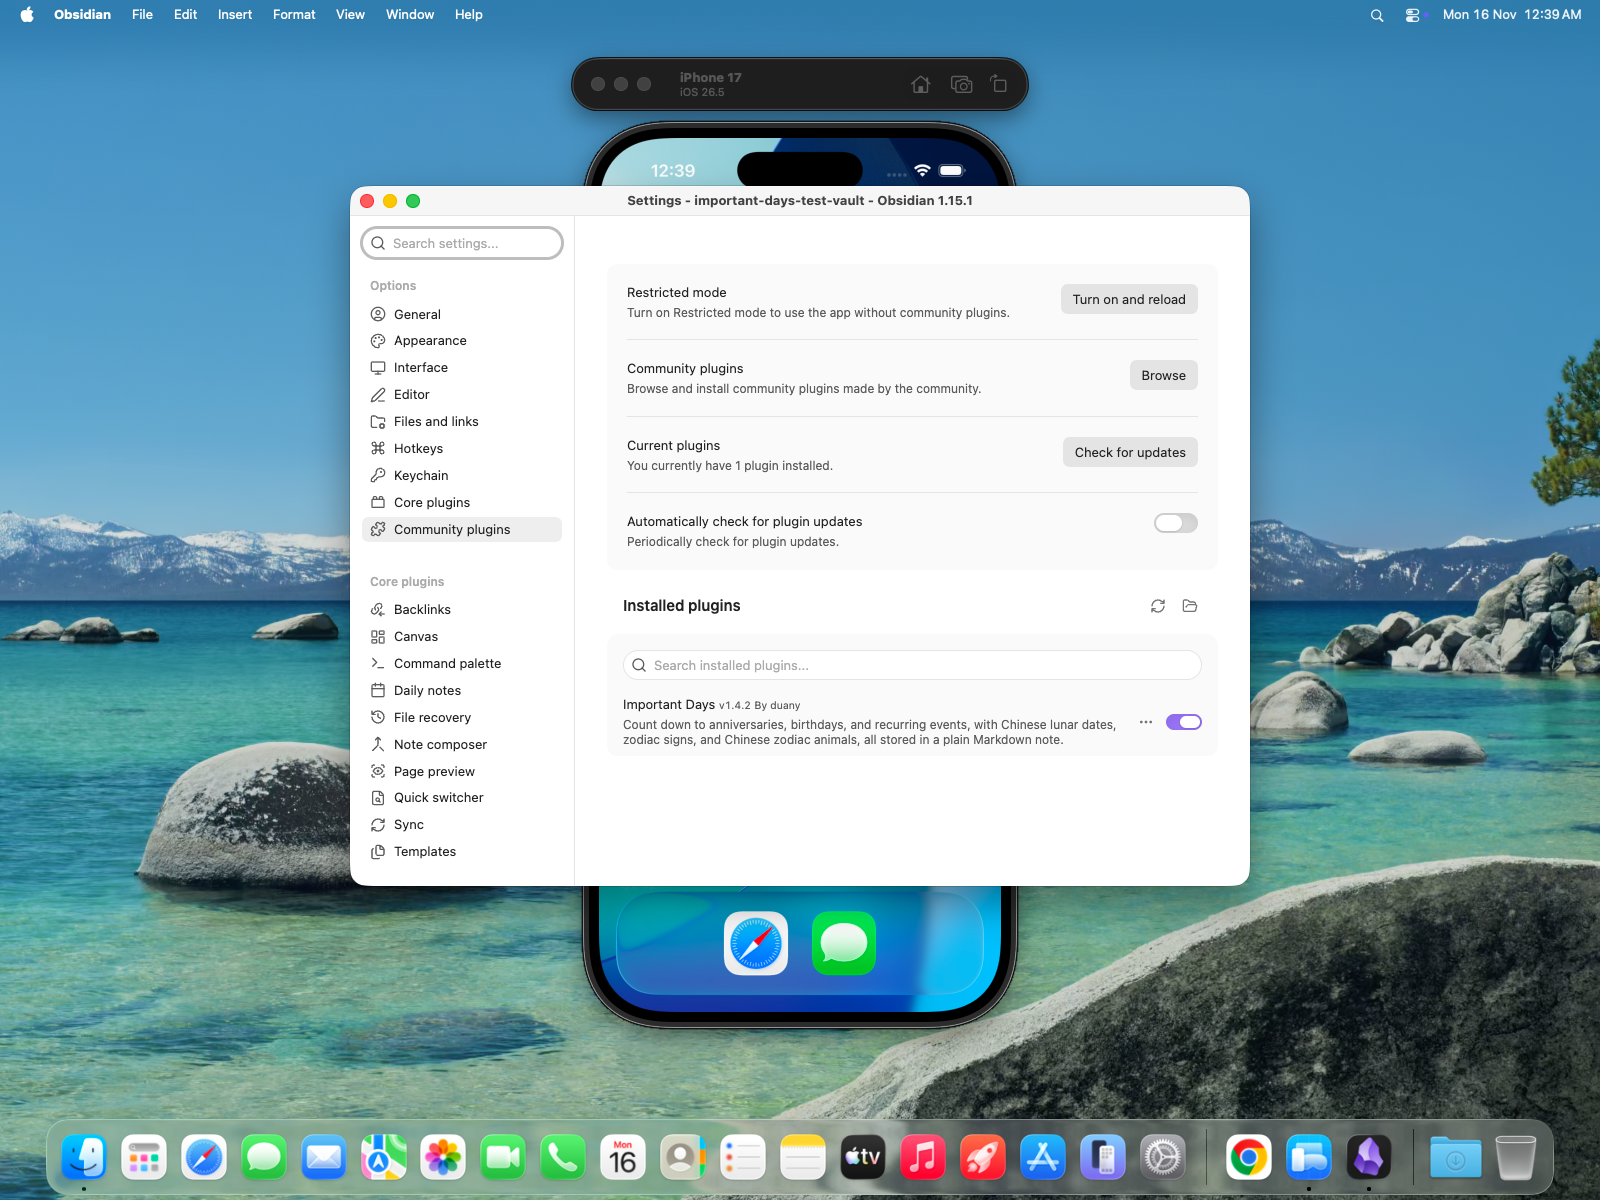 Obsidian File Edit Insert Format View Window Help
Mon 16 Nov 12:39 AM
iPhone 17
iOS 26.5
12:39
Settings - important-days-test-vault - Obsidian 1.15.1
Search settings...
Options
General
Appearance
Interface
Editor
Files and links
Hotkeys
Keychain
Core plugins
Community plugins
Core plugins
Backlinks
Canvas
Command palette
Daily notes
File recovery
Note composer
Page preview
Quick switcher
Sync
Templates
Restricted mode
Turn on Restricted mode to use the app without community plugins.
Turn on and reload
Community plugins
Browse and install community plugins made by the community.
Browse
Current plugins
You currently have 1 plugin installed.
Check for updates
Automatically check for plugin updates
Periodically check for plugin updates.
Installed plugins
Search installed plugins...
Important Days v1.4.2 By duany
Count down to anniversaries, birthdays, and recurring events, with Chinese lunar dates,
zodiac signs, and Chinese zodiac animals, all stored in a plain Markdown note.
Mon
16
tv